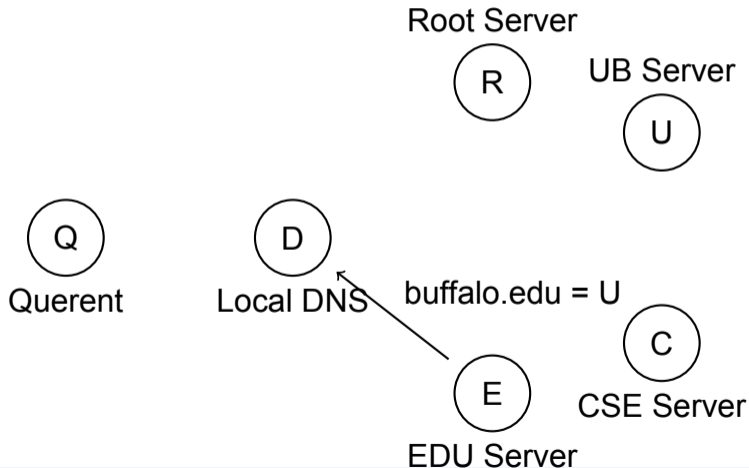 Root Server
R
UB Server
U
Q
Querent
D
Local DNS
buffalo.edu = U
C
CSE Server
E
EDU Server